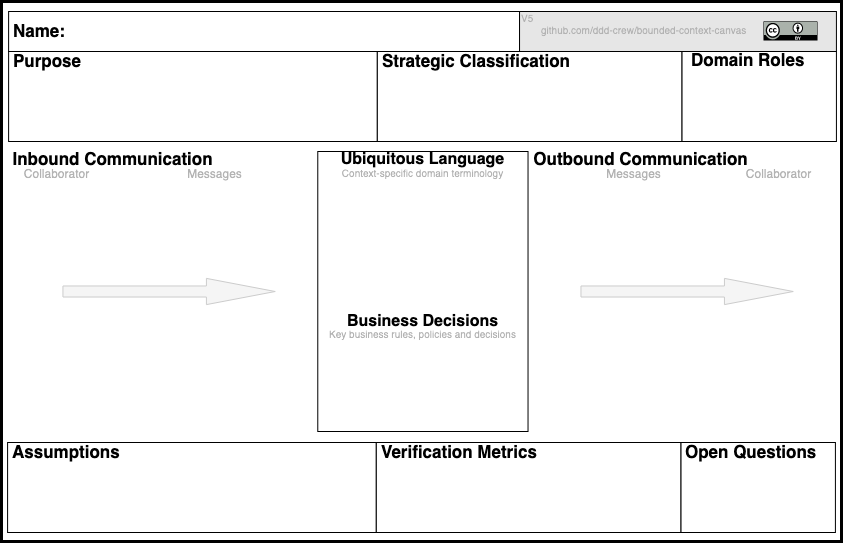 Name:
V5
github.com/ddd-crew/bounded-context-canvas
cc
BY
Purpose
Strategic Classification
Domain Roles
Inbound Communication
Collaborator
Messages
Ubiquitous Language
Context-specific domain terminology
Business Decisions
Key business rules, policies and decisions
Outbound Communication
Messages
Collaborator
Assumptions
Verification Metrics
Open Questions